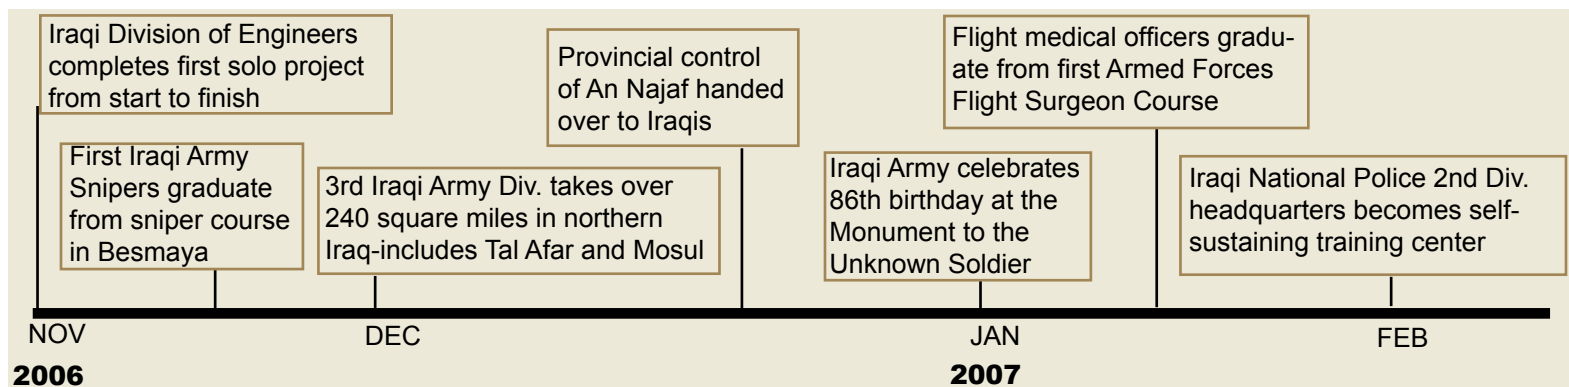 Iraqi Division of Engineers
completes first solo project
from start to finish
First Iraqi Army
Snipers graduate
from sniper course
in Besmaya
3rd Iraqi Army Div. takes over
240 square miles in northern
Iraq-includes Tal Afar and Mosul
Provincial control
of An Najaf handed
over to Iraqis
Iraqi Army celebrates
86th birthday at the
Monument to the
Unknown Soldier
Flight medical officers gradu-
ate from first Armed Forces
Flight Surgeon Course
Iraqi National Police 2nd Div.
headquarters becomes self-
sustaining training center
NOV
DEC
JAN
FEB
2006
2007